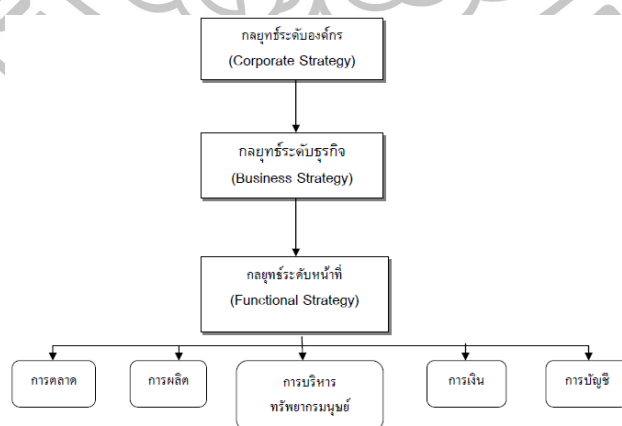 กลยุทธ์ระดับองค์กร
(Corporate Strategy)
กลยุทธ์ระดับธุรกิจ
(Business Strategy)
กลยุทธ์ระดับหน้าที่
(Functional Strategy)
การตลาด
การผลิต
การบริหาร
ทรัพยากรมนุษย์
การเงิน
การบัญชี